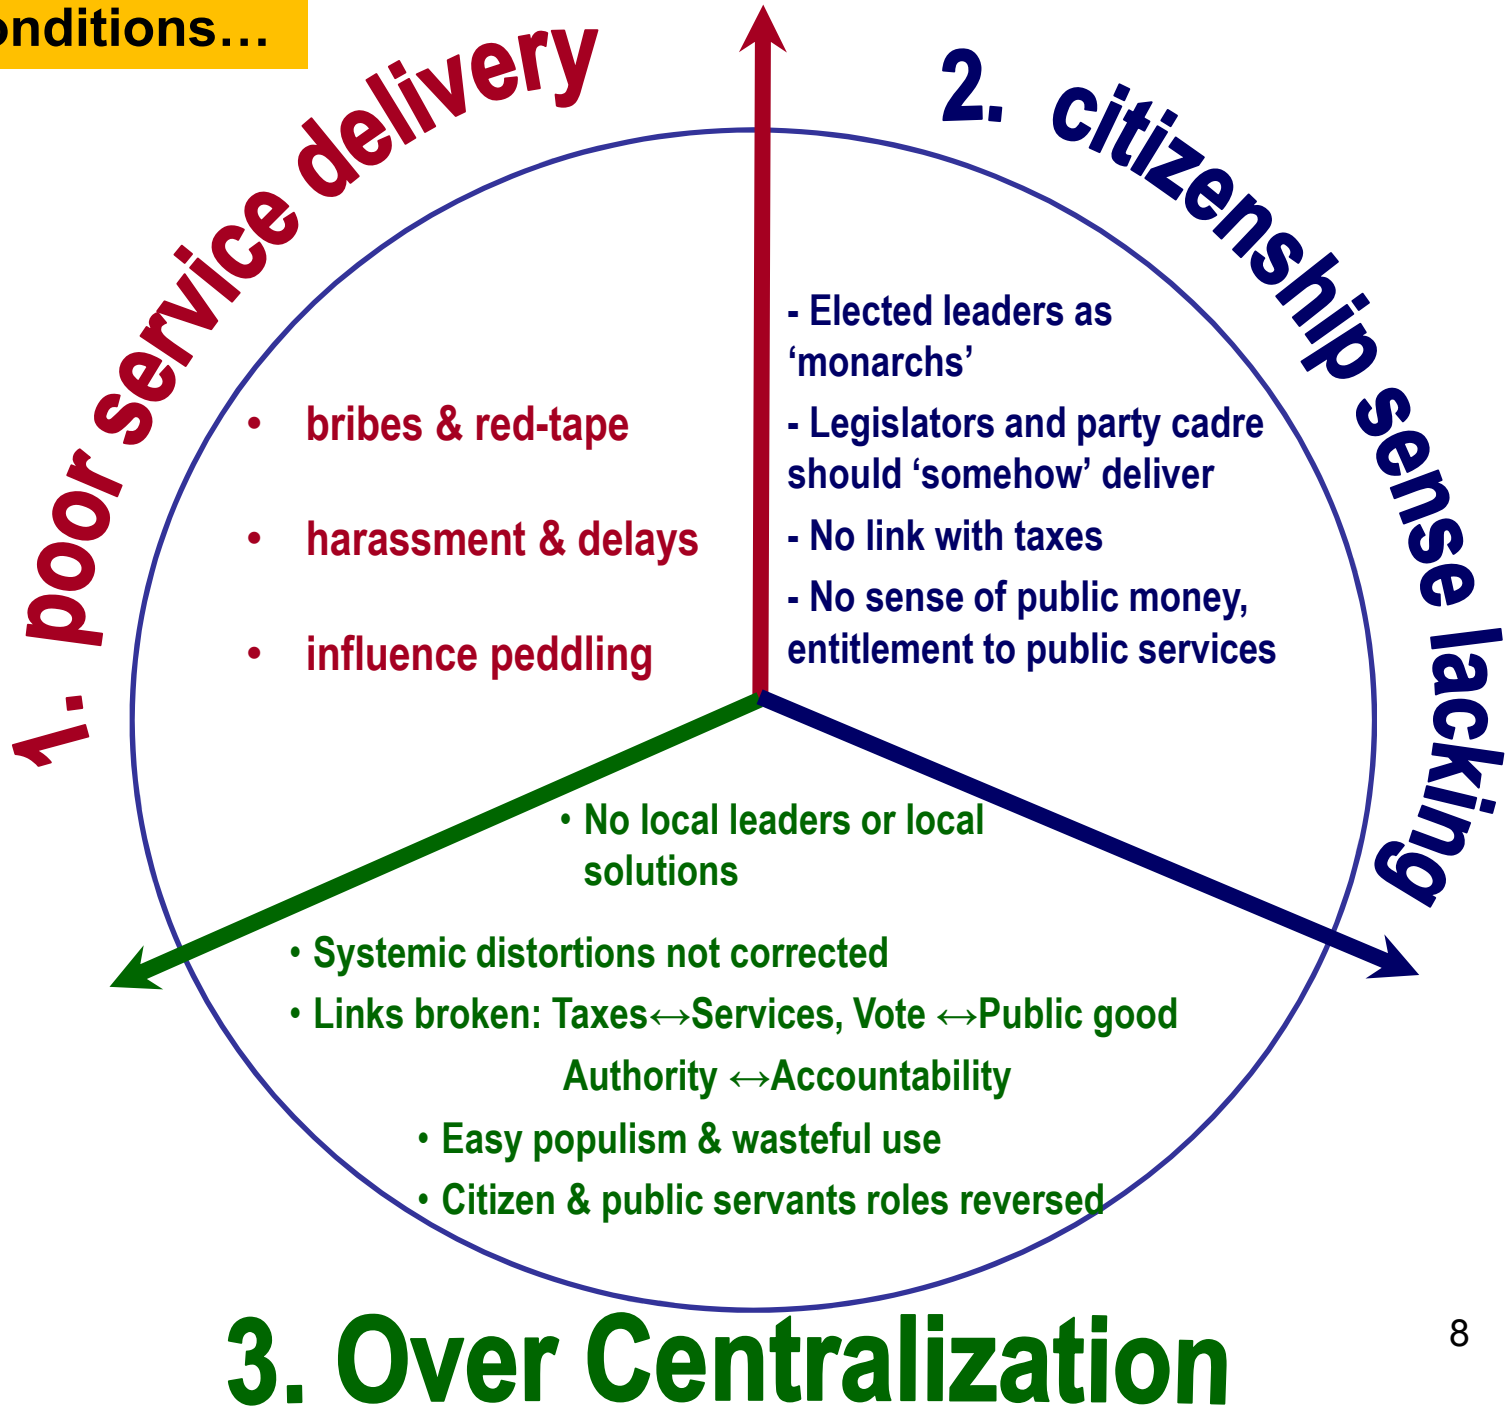 onditions…
1. poor service delivery
• bribes & red-tape
• harassment & delays
• influence peddling
2. citizenship sense lacking
- Elected leaders as
‘monarchs’
- Legislators and party cadre
should ‘somehow’ deliver
- No link with taxes
- No sense of public money,
entitlement to public services
• No local leaders or local
solutions
• Systemic distortions not corrected
• Links broken: Taxes↔Services, Vote ↔Public good
Authority ↔Accountability
• Easy populism & wasteful use
• Citizen & public servants roles reversed
3. Over Centralization
8